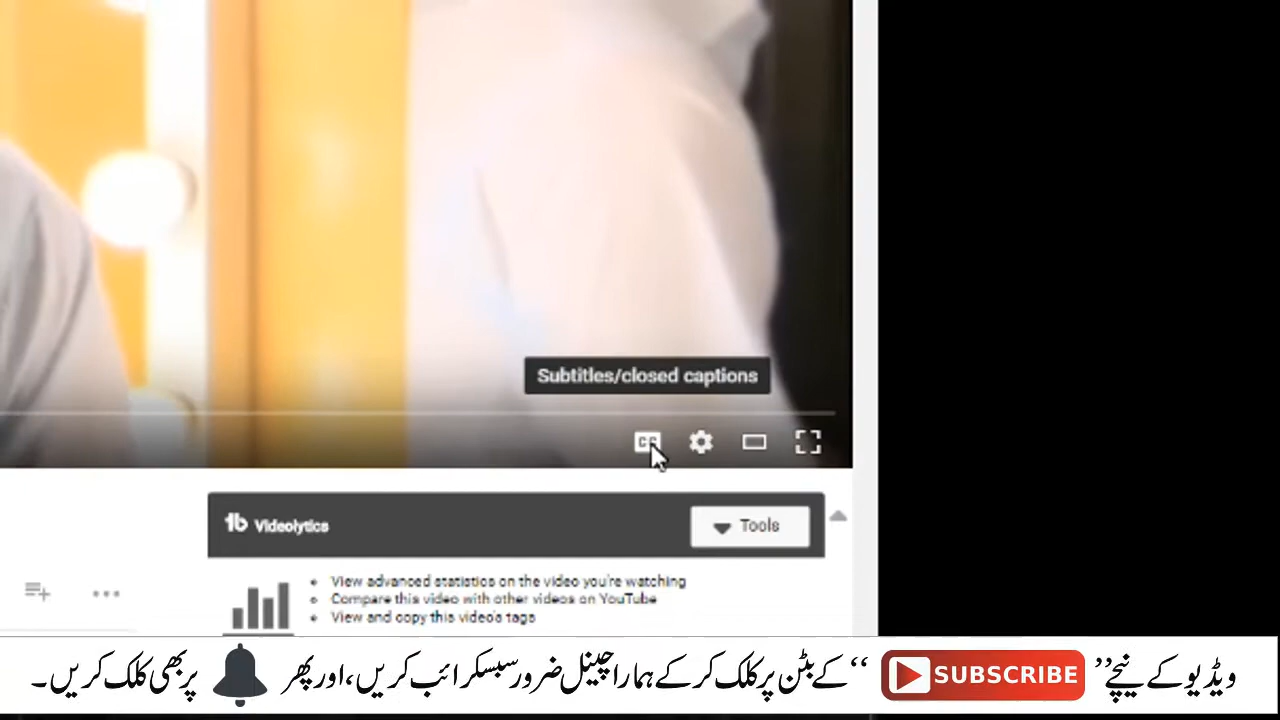 Subtitles/closed captions
CC
1b Videolytics
Tools
View advanced statistics on the video you're watching
Compare this video with other videos on YouTube
View and copy this video's tags
ویڈیو کے نیچے ’’ SUBSCRIBE ‘‘ کے بٹن پر کلک کر کے ہمارا چینل ضرور سبسکرائب کریں، اور پھر پر بھی کلک کریں۔